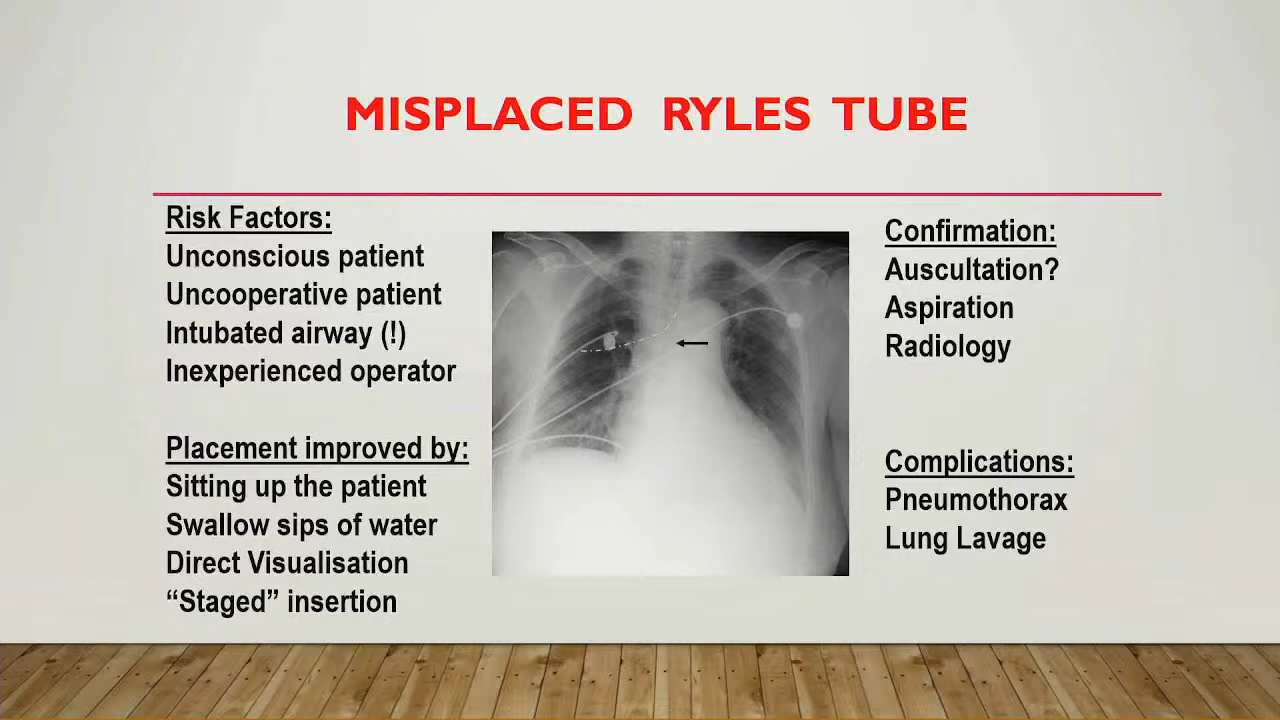 MISPLACED RYLES TUBE
Risk Factors:
Unconscious patient
Uncooperative patient
Intubated airway (!)
Inexperienced operator
Placement improved by:
Sitting up the patient
Swallow sips of water
Direct Visualisation
“Staged” insertion
Confirmation:
Auscultation?
Aspiration
Radiology
Complications:
Pneumothorax
Lung Lavage